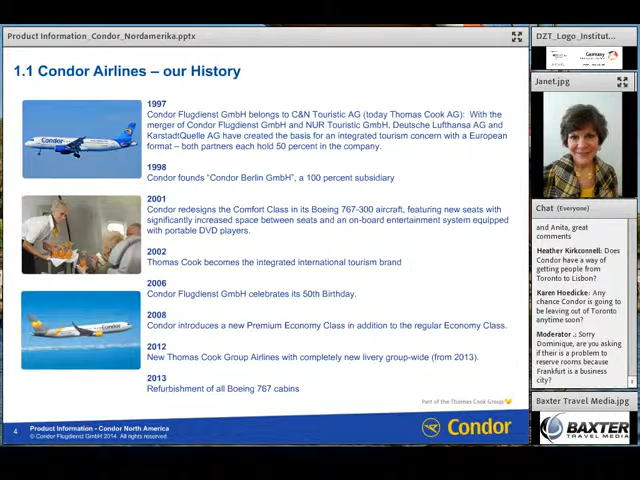 Product Information_Condor_Nordamerika.pptx
1.1 Condor Airlines – our History
1997
Condor Flugdienst GmbH belongs to C&N Touristic AG (today Thomas Cook AG): With the
merger of Condor Flugdienst GmbH and NUR Touristic GmbH, Deutsche Lufthansa AG and
KarstadtQuelle AG have created the basis for an integrated tourism concern with a European
format – both partners each hold 50 percent in the company.
1998
Condor founds "Condor Berlin GmbH", a 100 percent subsidiary
2001
Condor redesigns the Comfort Class in its Boeing 767-300 aircraft, featuring new seats with
significantly increased space between seats and an on-board entertainment system equipped
with portable DVD players.
2002
Thomas Cook becomes the integrated international tourism brand
2006
Condor Flugdienst GmbH celebrates its 50th Birthday.
2008
Condor introduces a new Premium Economy Class in addition to the regular Economy Class.
2012
New Thomas Cook Group Airlines with completely new livery group-wide (from 2013).
2013
Refurbishment of all Boeing 767 cabins
Condor
Condor
Part of the Thomas Cook Group
4
Product Information - Condor North America
© Condor Flugdienst GmbH 2014. All rights reserved.
Condor
DZT_Logo_Institut...
Germany
Janet.jpg
Chat (Everyone)
and Anita, great
comments
Heather Kirkconnell: Does
Condor have a way of
getting people from
Toronto to Lisbon?
Karen Hoedicke: Any
chance Condor is going to
be leaving out of Toronto
anytime soon?
Moderator .: Sorry
Dominique, are you asking
if their is a problem to
reserve rooms because
Frankfurt is a business
city?
Baxter Travel Media.jpg
BAXTER
TRAVEL MEDIA